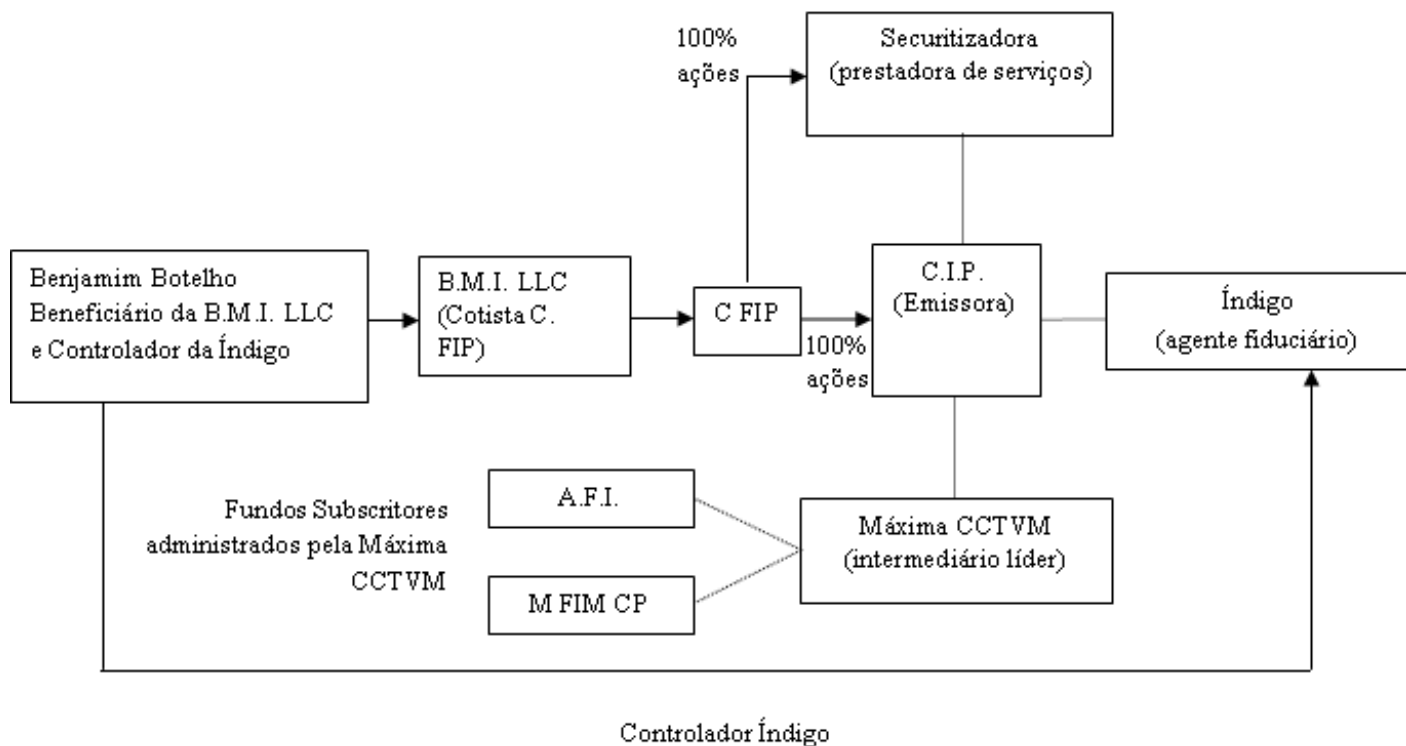 100%
ações
Securitizadora
(prestadora de serviços)
Benjamim Botelho
Beneficiário da B.M.I. LLC
e Controlador da Índigo
B.M.I. LLC
(Cotista C.
FIP)
C FIP
100%
ações
C.I.P.
(Emissora)
Índigo
(agente fiduciário)
Fundos Subscritores
administrados pela Máxima
CCTVM
A.F.I.
M FIM CP
Máxima CCTVM
(intermediário líder)
Controlador Índigo